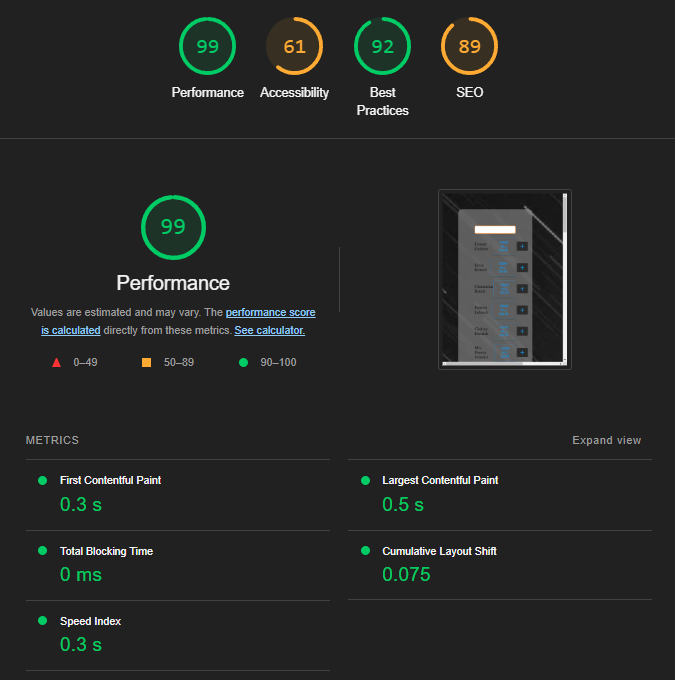 99
61
92
89
Performance
Accessibility
Best
Practices
SEO
99
Performance
Values are estimated and may vary. The performance score
is calculated directly from these metrics. See calculator.
0–49
50–89
90–100
METRICS
Expand view
First Contentful Paint
0.3 s
Largest Contentful Paint
0.5 s
Total Blocking Time
0 ms
Cumulative Layout Shift
0.075
Speed Index
0.3 s